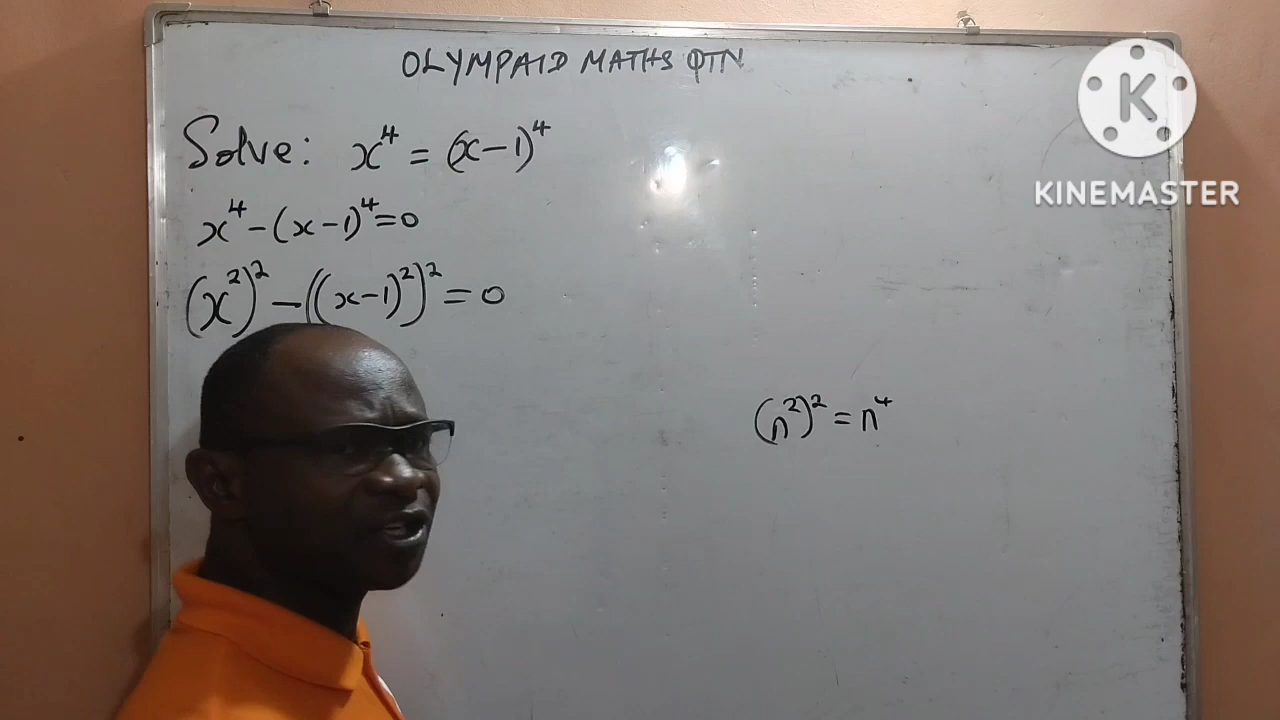 OLYMPAID MATHS QTN
K
KINEMASTER
Solve: x⁴ = (x-1)⁴
x⁴-(x-1)⁴=0
(x²)²-((x-1)²)²=0
(n²)²=n⁴